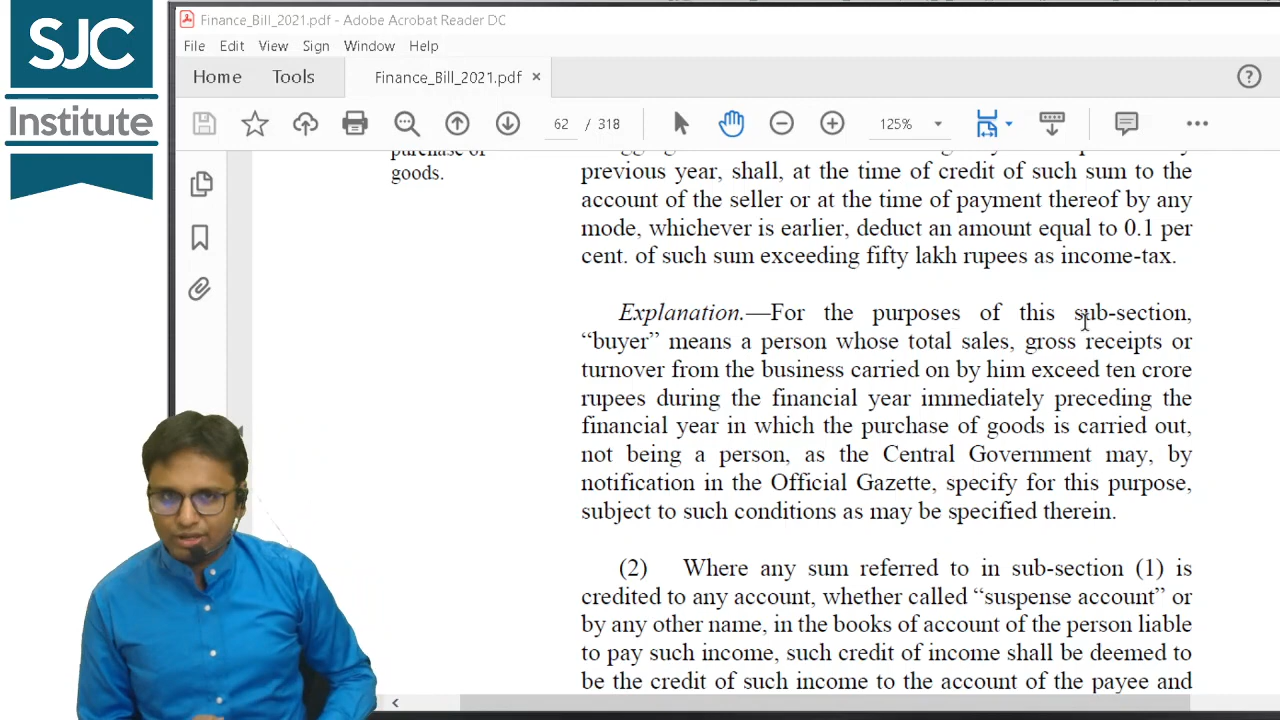 SJC
Institute
Finance_Bill_2021.pdf - Adobe Acrobat Reader DC
File Edit View Sign Window Help
Home Tools Finance_Bill_2021.pdf ×
62 / 318 125%
purchase of
goods.
previous year, shall, at the time of credit of such sum to the
account of the seller or at the time of payment thereof by any
mode, whichever is earlier, deduct an amount equal to 0.1 per
cent. of such sum exceeding fifty lakh rupees as income-tax.
Explanation.—For the purposes of this sub-section,
“buyer” means a person whose total sales, gross receipts or
turnover from the business carried on by him exceed ten crore
rupees during the financial year immediately preceding the
financial year in which the purchase of goods is carried out,
not being a person, as the Central Government may, by
notification in the Official Gazette, specify for this purpose,
subject to such conditions as may be specified therein.
(2) Where any sum referred to in sub-section (1) is
credited to any account, whether called “suspense account” or
by any other name, in the books of account of the person liable
to pay such income, such credit of income shall be deemed to
be the credit of such income to the account of the payee and